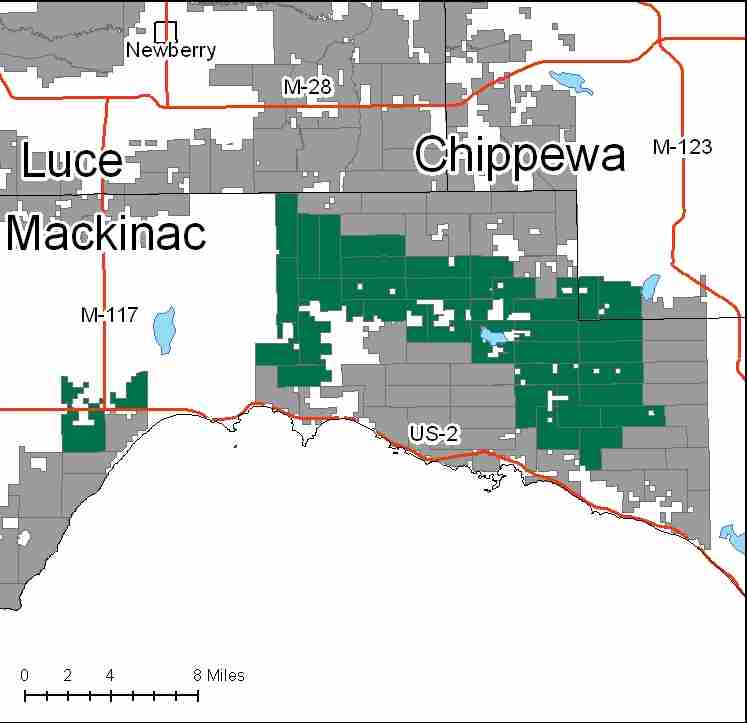 Newberry
M-28
Luce
Chippewa
M-123
Mackinac
M-117
US-2
0 2 4 8 Miles